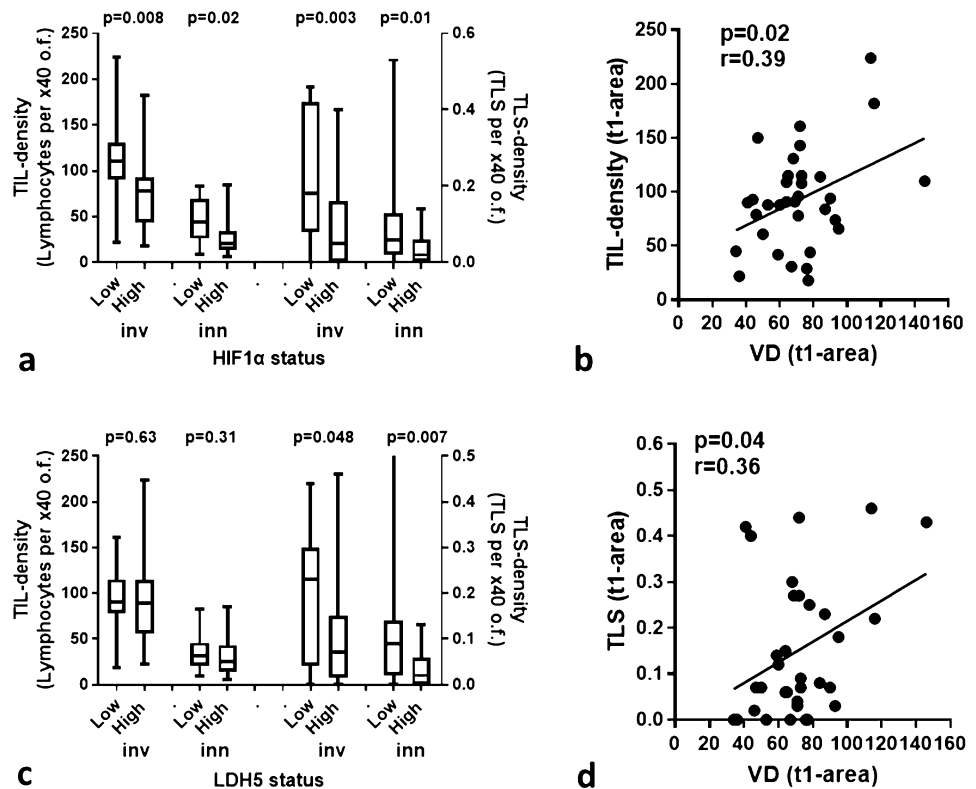 p=0.008 p=0.02 p=0.003 p=0.01
250
200
150
100
50
0
TIL-density
(Lymphocytes per x40 o.f.)
0.6
0.4
0.2
0.0
TLS-density
(TLS per x40 o.f.)
Low High Low High Low High Low High
inv inn inv inn
HIF1α status
a
p=0.02
r=0.39
250
200
150
100
50
0
TIL-density (t1-area)
0 20 40 60 80 100 120 140 160
VD (t1-area)
b
p=0.63 p=0.31 p=0.048 p=0.007
250
200
150
100
50
0
TIL-density
(Lymphocytes per x40 o.f.)
0.5
0.4
0.3
0.2
0.1
0.0
TLS-density
(TLS per x40 o.f.)
Low High Low High Low High Low High
inv inn inv inn
LDH5 status
c
p=0.04
r=0.36
0.6
0.5
0.4
0.3
0.2
0.1
0.0
TLS (t1-area)
0 20 40 60 80 100 120 140 160
VD (t1-area)
d